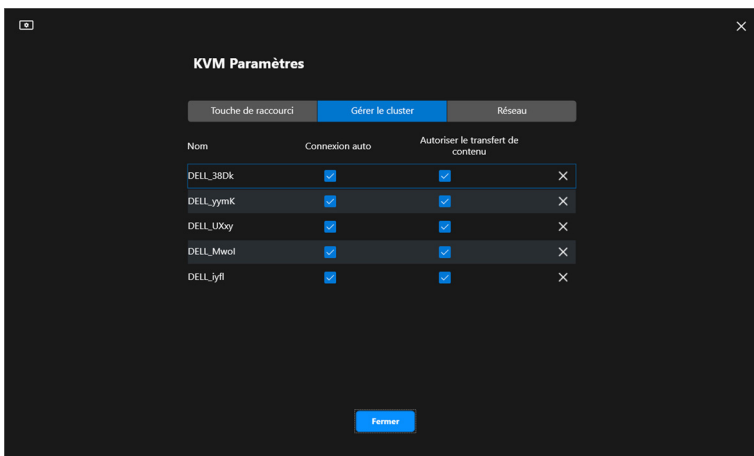 KVM Paramètres
Touche de raccourci Gérer le cluster Réseau
Nom Connexion auto Autoriser le transfert de
contenu
DELL_38Dk
DELL_yymK
DELL_UXxy
DELL_Mwol
DELL_iyfl
Fermer